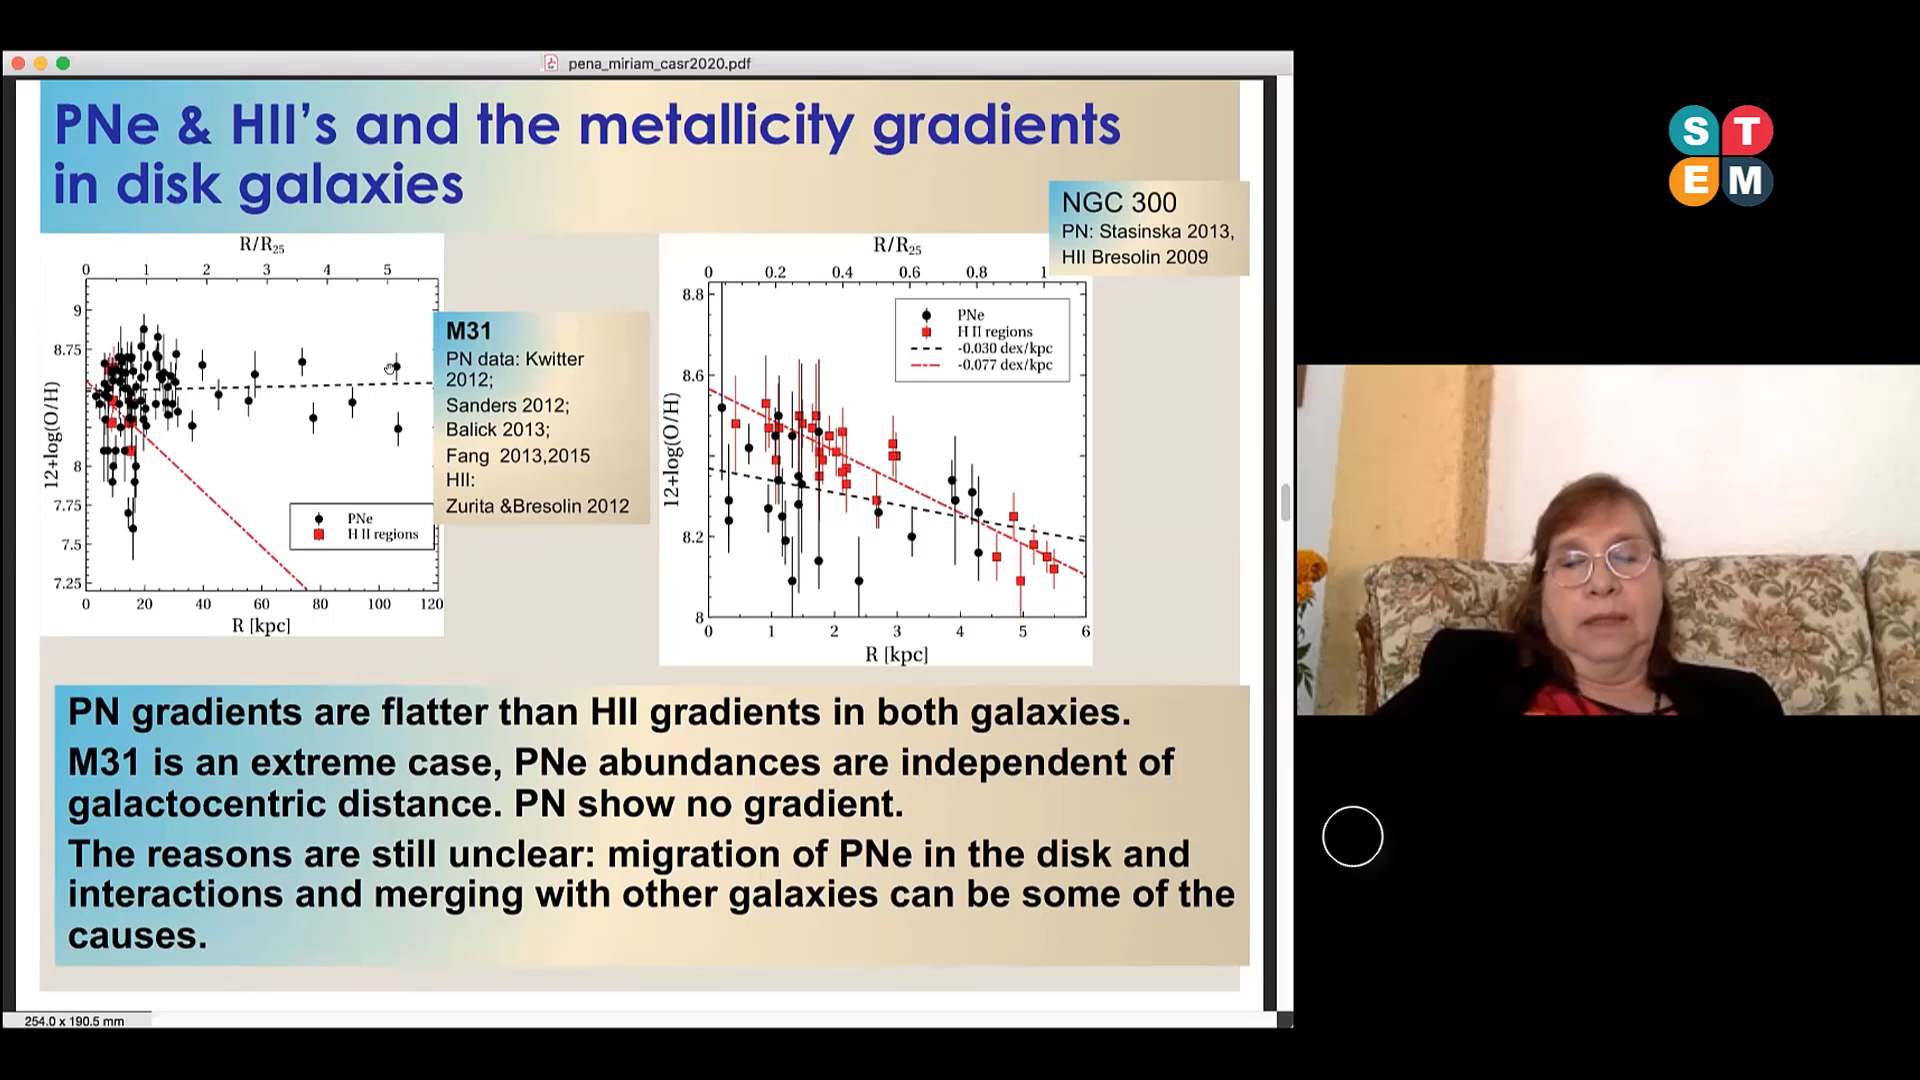 pena_miriam_casr2020.pdf
PNe & HII's and the metallicity gradients
in disk galaxies
NGC 300
PN: Stasinska 2013,
HII Bresolin 2009
R/R25
0 1 2 3 4 5
9
8.75
8
7.75
7.5
7.25
12+log(O/H)
PNe
H II regions
0 20 40 60 80 100 120
R [kpc]
M31
PN data: Kwitter
2012;
Sanders 2012;
Balick 2013;
Fang 2013,2015
HII:
Zurita &Bresolin 2012
R/R25
0 0.2 0.4 0.6 0.8 1
8.8
8.6
8.4
8.2
8
12+log(O/H)
PNe
H II regions
-0.030 dex/kpc
-0.077 dex/kpc
0 1 2 3 4 5 6
R [kpc]
PN gradients are flatter than HII gradients in both galaxies.
M31 is an extreme case, PNe abundances are independent of
galactocentric distance. PN show no gradient.
The reasons are still unclear: migration of PNe in the disk and
interactions and merging with other galaxies can be some of the
causes.
254.0 x 190.5 mm
S T
E M